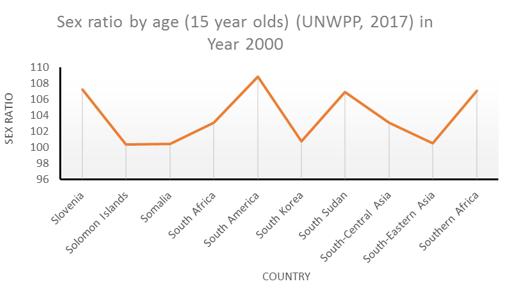 Sex ratio by age (15 year olds) (UNWPP, 2017) in
Year 2000
110
108
106
104
102
100
98
96
SEX RATIO
Slovenia
Solomon Islands
Somalia
South Africa
South America
South Korea
South Sudan
South-Central Asia
South-Eastern Asia
Southern Africa
COUNTRY